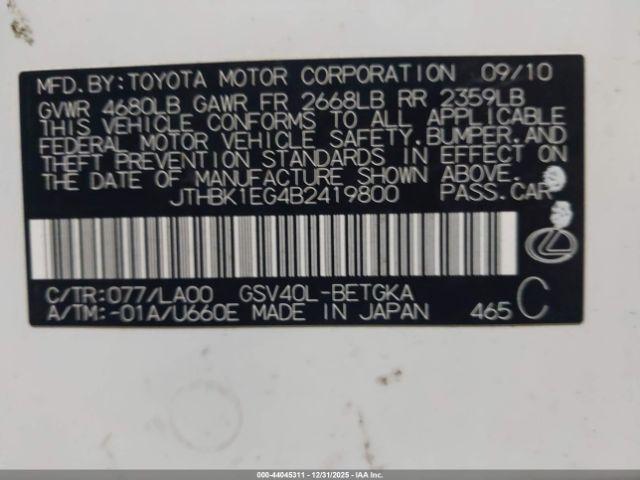 MFD. BY: TOYOTA MOTOR CORPORATION 09/10
GVWR 4680LB GAWR FR 2668LB RR 2359LB
THIS VEHICLE CONFORMS TO ALL APPLICABLE
FEDERAL MOTOR VEHICLE SAFETY, BUMPER, AND
THEFT PREVENTION STANDARDS IN EFFECT ON
THE DATE OF MANUFACTURE SHOWN ABOVE.
JTHBK1EG4B2419800 PASS.CAR
C/TR:077/LA00 GSV40L-BETGKA
A/TM:-01A/U660E MADE IN JAPAN 465 C
000-44045311 - 12/31/2025 - IAA Inc.